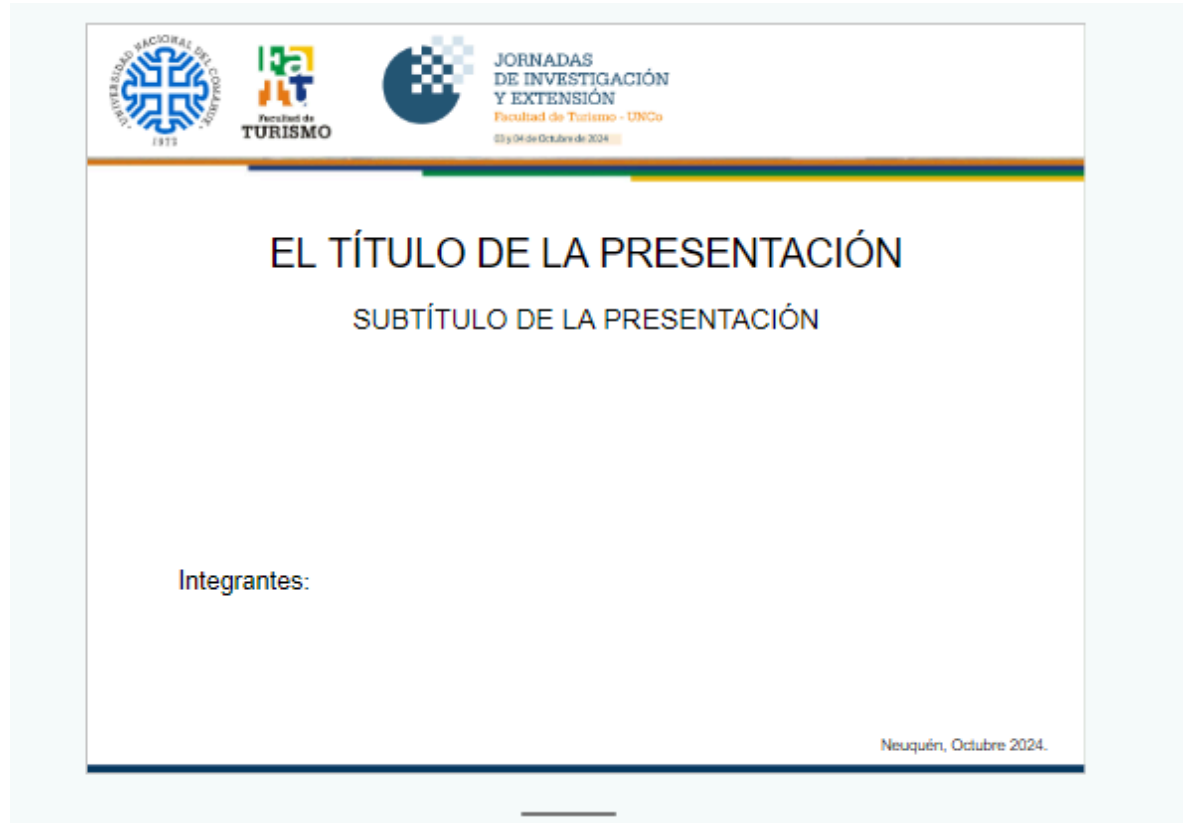 UNIVERSIDAD NACIONAL DEL COMAHUE
1972
Facultad de
TURISMO
JORNADAS
DE INVESTIGACIÓN
Y EXTENSIÓN
Facultad de Turismo - UNCo
03 y 04 de Octubre de 2024
EL TÍTULO DE LA PRESENTACIÓN
SUBTÍTULO DE LA PRESENTACIÓN
Integrantes:
Neuquén, Octubre 2024.